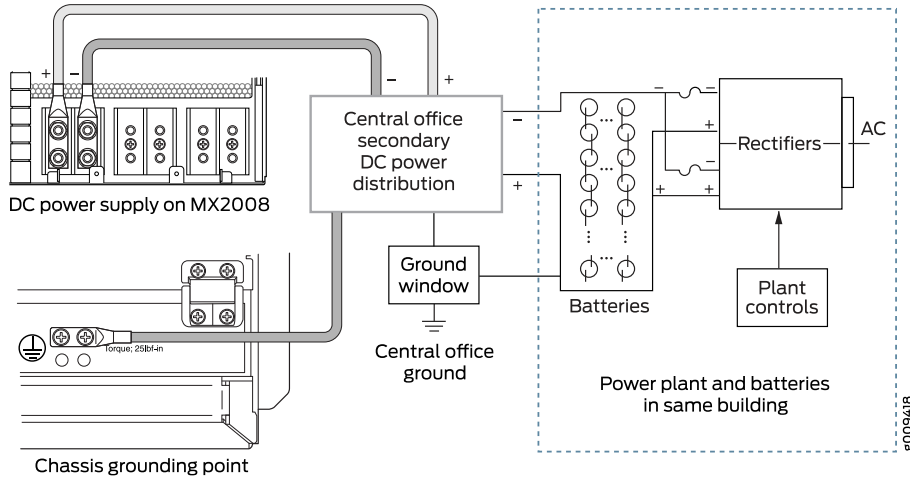 + − − +
Central office
secondary
DC power
distribution
−
+
DC power supply on MX2008
Torque; 25lbf-in
Chassis grounding point
Ground
window
Central office
ground
Batteries
− −
+
−
+ +
Rectifiers
AC
Plant
controls
Power plant and batteries
in same building
g009418